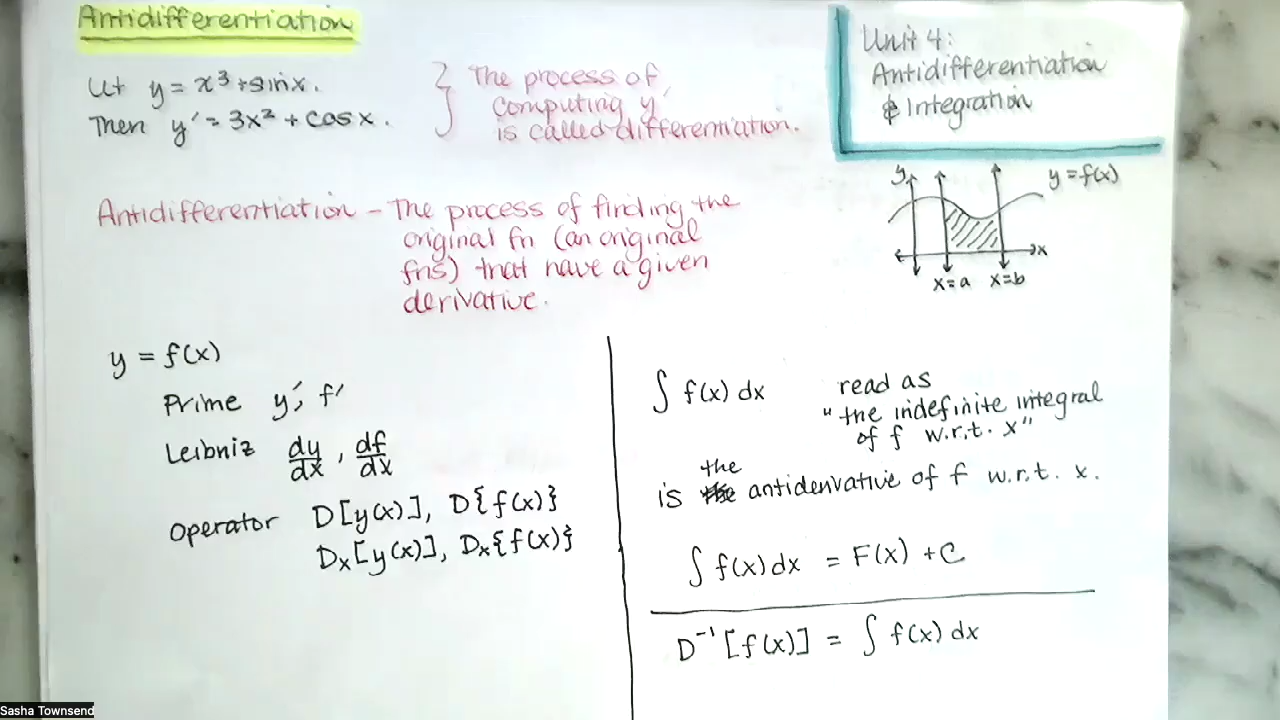 Antidifferentiation
Let y = x³ + sinx.
Then y' = 3x² + cosx.
} The process of
computing y'
is called differentiation.
Unit 4:
Antidifferentiation
& Integration
y
y = f(x)
x
x=a x=b
Antidifferentiation - The process of finding the
original fn (an original
fns) that have a given
derivative.
y = f(x)
Prime y', f'
Leibniz dy/dx, df/dx
Operator D[y(x)], D{f(x)}
Dₓ[y(x)], Dₓ{f(x)}
∫ f(x) dx read as
"the indefinite integral
of f w.r.t. x"
the
is antiderivative of f w.r.t. x.
∫ f(x) dx = F(x) + C
D⁻¹[f(x)] = ∫ f(x) dx
Sasha Townsend